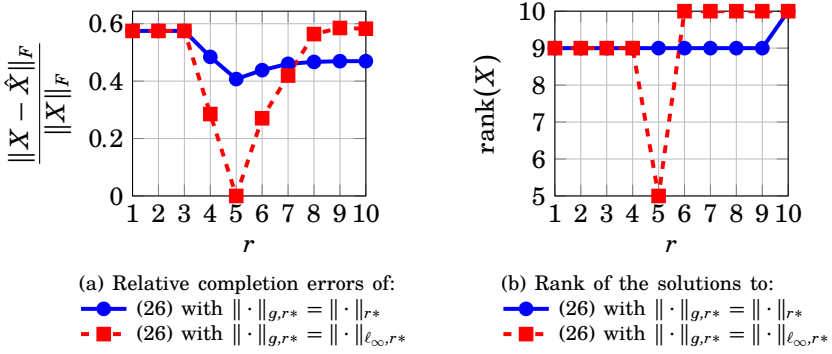 0.6
0.4
0.2
0
1 2 3 4 5 6 7 8 9 10
r
‖X − X̂‖_F
‖X‖_F
(a) Relative completion errors of:
(26) with ‖ · ‖_{g,r*} = ‖ · ‖_{r*}
(26) with ‖ · ‖_{g,r*} = ‖ · ‖_{ℓ∞,r*}
10
9
8
7
6
5
1 2 3 4 5 6 7 8 9 10
r
rank(X)
(b) Rank of the solutions to:
(26) with ‖ · ‖_{g,r*} = ‖ · ‖_{r*}
(26) with ‖ · ‖_{g,r*} = ‖ · ‖_{ℓ∞,r*}